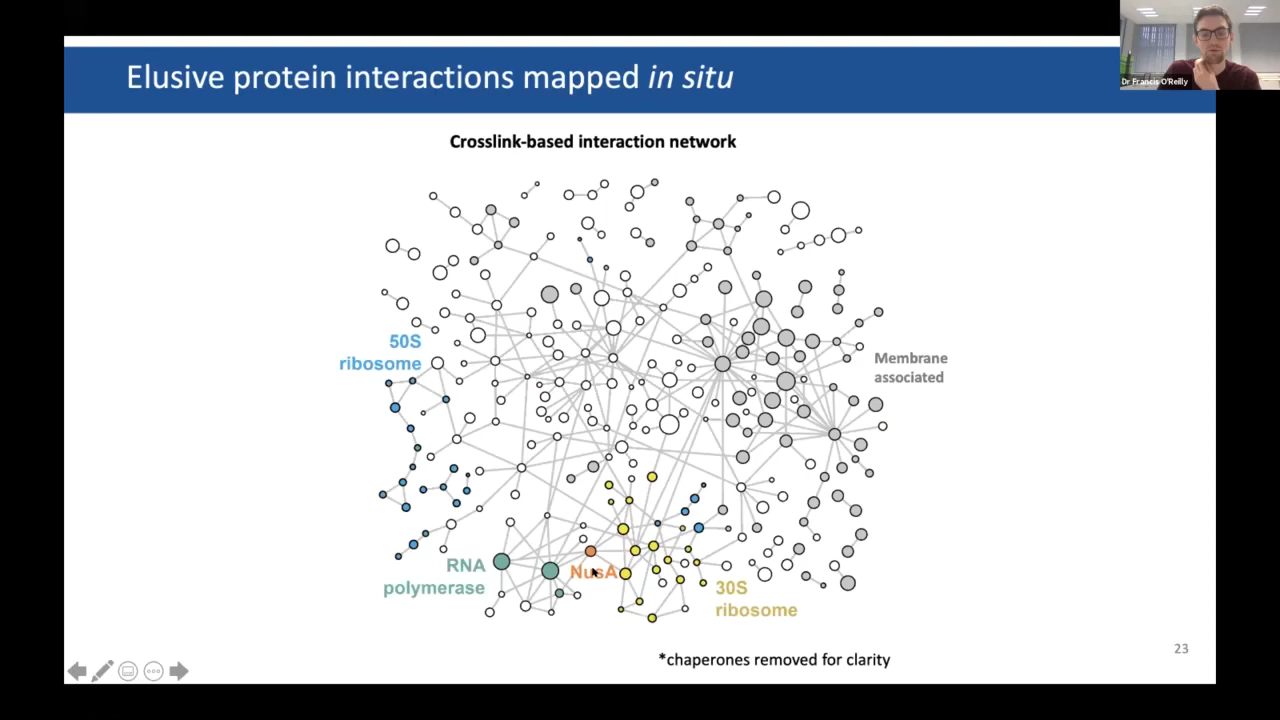 Elusive protein interactions mapped in situ
Dr Francis O'Reilly
Crosslink-based interaction network
50S
ribosome
Membrane
associated
RNA
polymerase
NusA
30S
ribosome
*chaperones removed for clarity
23